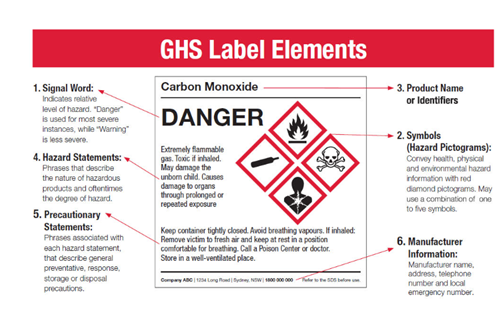 GHS Label Elements
1. Signal Word:
Indicates relative
level of hazard. “Danger”
is used for most severe
instances, while “Warning”
is less severe.
4. Hazard Statements:
Phrases that describe
the nature of hazardous
products and oftentimes
the degree of hazard.
5. Precautionary
Statements:
Phrases associated with
each hazard statement,
that describe general
preventative, response,
storage or disposal
precautions.
Carbon Monoxide
DANGER
Extremely flammable
gas. Toxic if inhaled.
May damage the
unborn child. Causes
damage to organs
through prolonged or
repeated exposure
Keep container tightly closed. Avoid breathing vapours. If inhaled:
Remove victim to fresh air and keep at rest in a position
comfortable for breathing. Call a Poison Center or doctor.
Store in a well-ventilated place.
Company ABC | 1234 Long Road | Sydney, NSW | 1800 000 000 Refer to the SDS before use.
3. Product Name
or Identifiers
2. Symbols
(Hazard Pictograms):
Convey health, physical
and environmental hazard
information with red
diamond pictograms. May
use a combination of one
to five symbols.
6. Manufacturer
Information:
Manufacturer name,
address, telephone
number and local
emergency number.